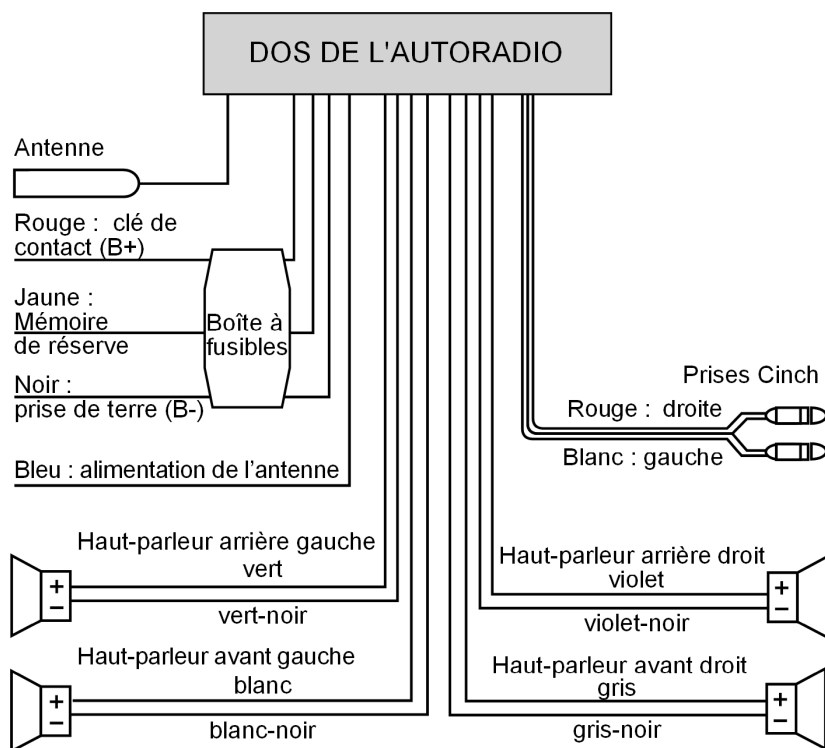 DOS DE L'AUTORADIO
Antenne
Rouge : clé de
contact (B+)
Jaune :
Mémoire
de réserve
Boîte à
fusibles
Noir :
prise de terre (B-)
Bleu : alimentation de l’antenne
Prises Cinch
Rouge : droite
Blanc : gauche
Haut-parleur arrière gauche
vert
+
−
vert-noir
Haut-parleur avant gauche
blanc
+
−
blanc-noir
Haut-parleur arrière droit
violet
+
−
violet-noir
Haut-parleur avant droit
gris
+
−
gris-noir